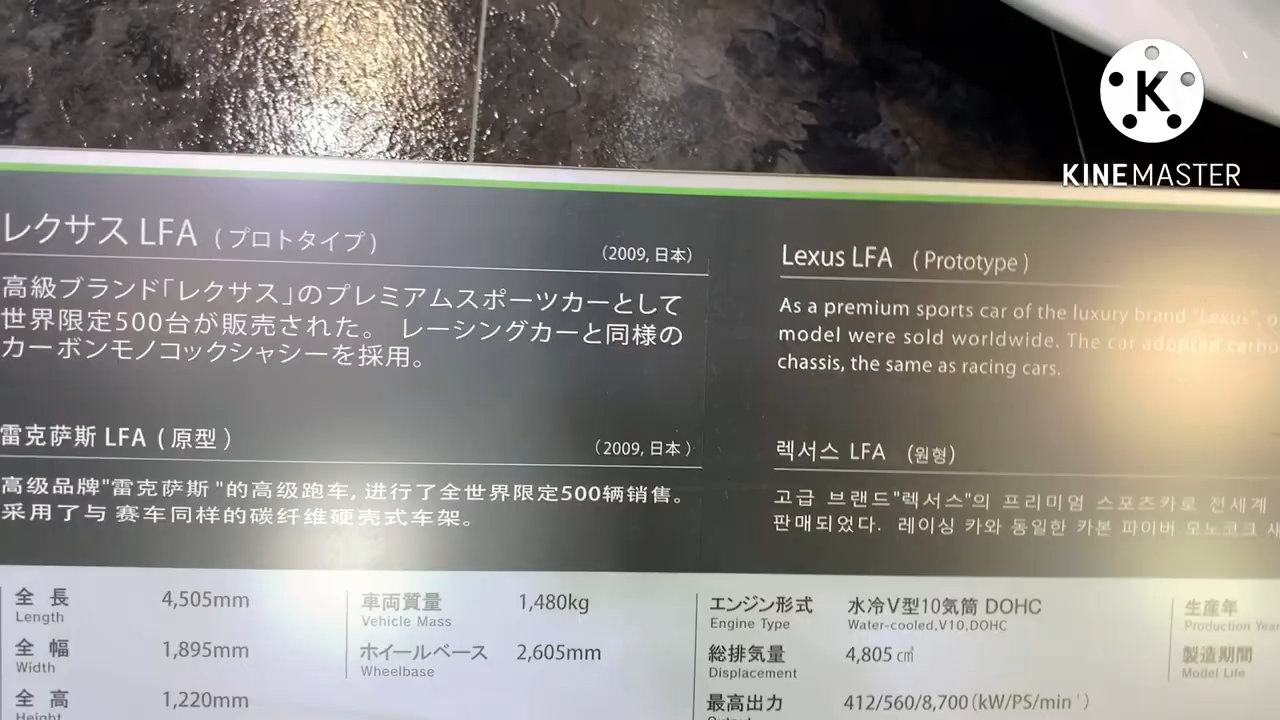 K
KINEMASTER
レクサス LFA (プロトタイプ)
(2009, 日本)
高級ブランド「レクサス」のプレミアムスポーツカーとして
世界限定500台が販売された。 レーシングカーと同様の
カーボンモノコックシャシーを採用。
Lexus LFA (Prototype)
As a premium sports car of the luxury brand "Lexus",
model were sold worldwide. The car adopted
chassis, the same as racing cars.
雷克萨斯 LFA (原型)
(2009, 日本)
高级品牌"雷克萨斯"的高级跑车, 进行了全世界限定500辆销售。
采用了与 赛车同样的碳纤维硬壳式车架。
렉서스 LFA (원형)
고급 브랜드"렉서스"의 프리미엄 스포츠카로 전세계
판매되었다. 레이싱 카와 동일한 카본 파이버 모노코크
全長 4,505mm
Length
全幅 1,895mm
Width
全高 1,220mm
Height
車両質量 1,480kg
Vehicle Mass
ホイールベース 2,605mm
Wheelbase
エンジン形式 水冷V型10気筒 DOHC
Engine Type Water-cooled,V10,DOHC
総排気量 4,805 ㎤
Displacement
最高出力 412/560/8,700(kW/PS/min⁻¹)
生産年
Production Year
製造期間
Model Life